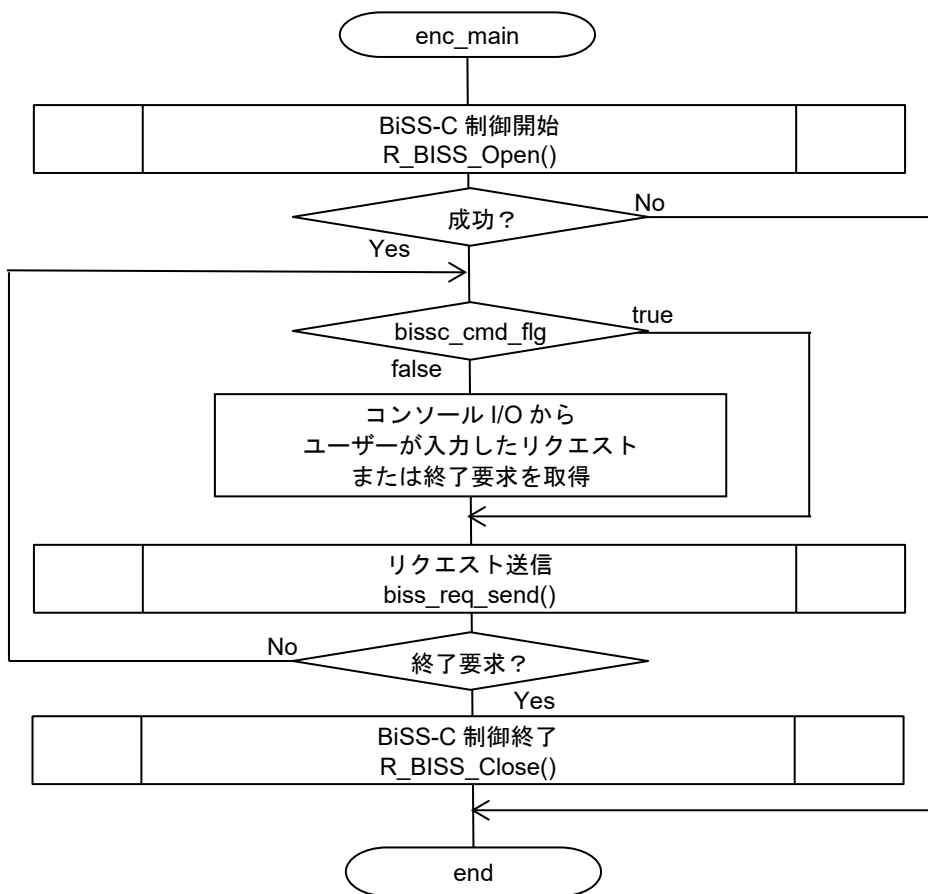 enc_main
BiSS-C 制御開始
R_BISS_Open()
成功？
No
Yes
bissc_cmd_flg
true
false
コンソール I/O から
ユーザーが入力したリクエスト
または終了要求を取得
リクエスト送信
biss_req_send()
No
終了要求？
Yes
BiSS-C 制御終了
R_BISS_Close()
end